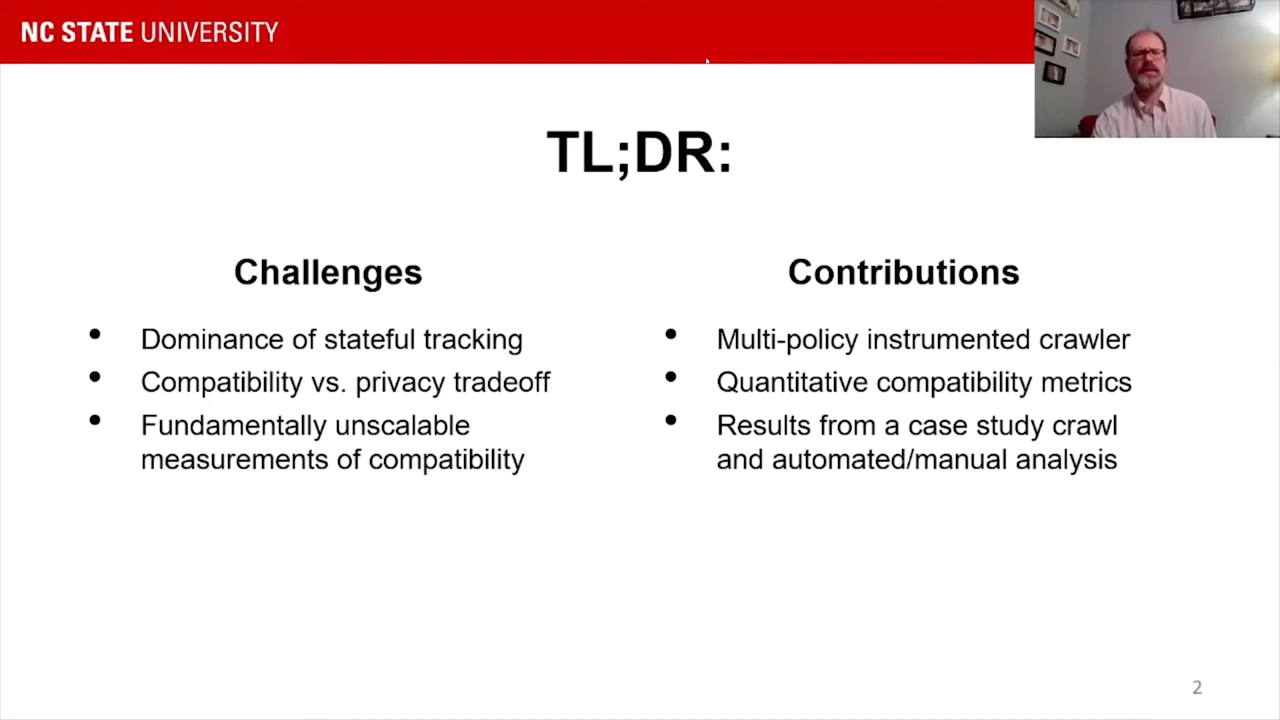 NC STATE UNIVERSITY
TL;DR:
Challenges
• Dominance of stateful tracking
• Compatibility vs. privacy tradeoff
• Fundamentally unscalable
measurements of compatibility
Contributions
• Multi-policy instrumented crawler
• Quantitative compatibility metrics
• Results from a case study crawl
and automated/manual analysis
2